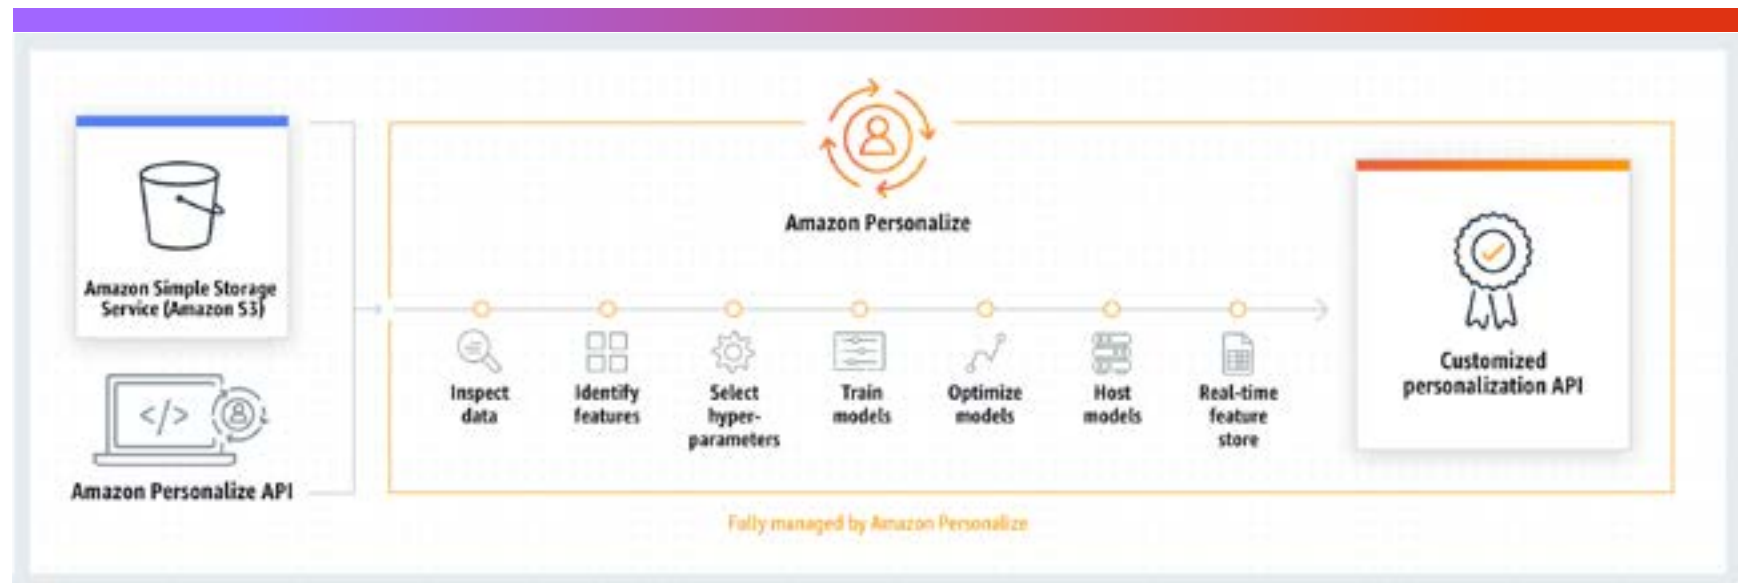 Amazon Personalize
Amazon Simple Storage
Service (Amazon S3)
</>
Amazon Personalize API
Inspect
data
Identify
features
Select
hyper-
parameters
Train
models
Optimize
models
Host
models
Real-time
feature
store
Customized
personalization API
Fully managed by Amazon Personalize